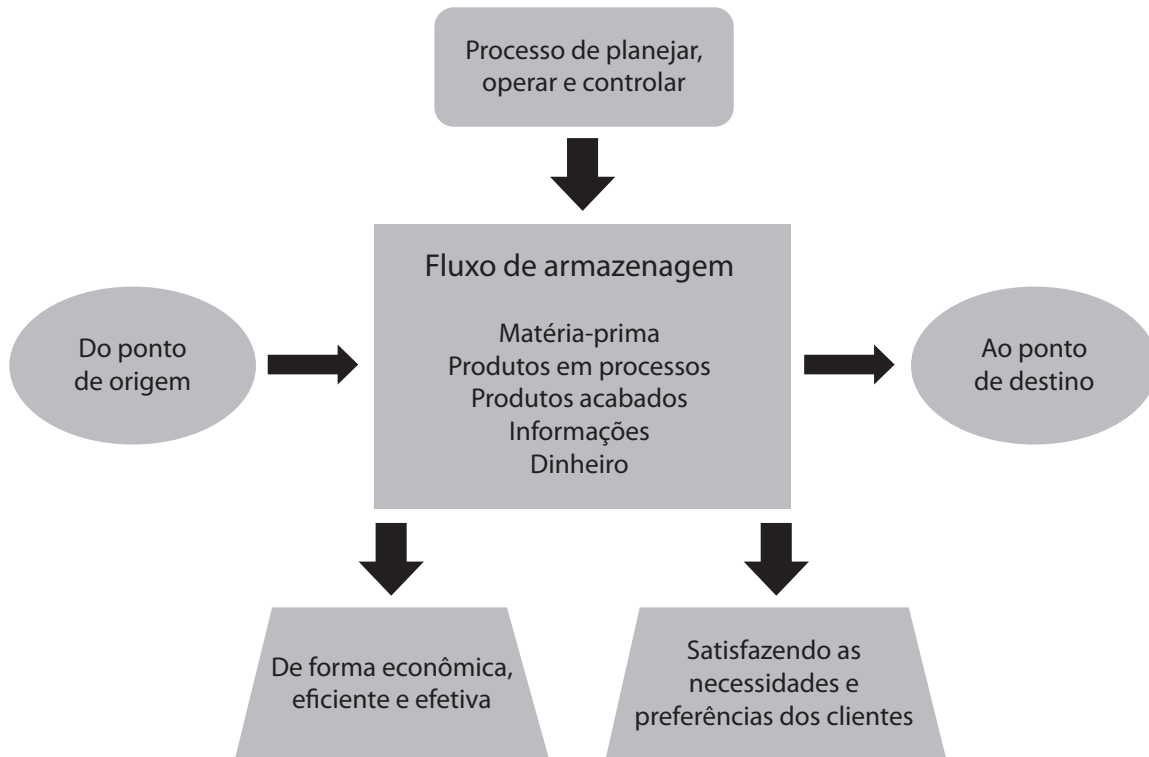 Processo de planejar,
operar e controlar
Fluxo de armazenagem
Do ponto
de origem
Matéria-prima
Produtos em processos
Produtos acabados
Informações
Dinheiro
Ao ponto
de destino
De forma econômica,
eficiente e efetiva
Satisfazendo as
necessidades e
preferências dos clientes